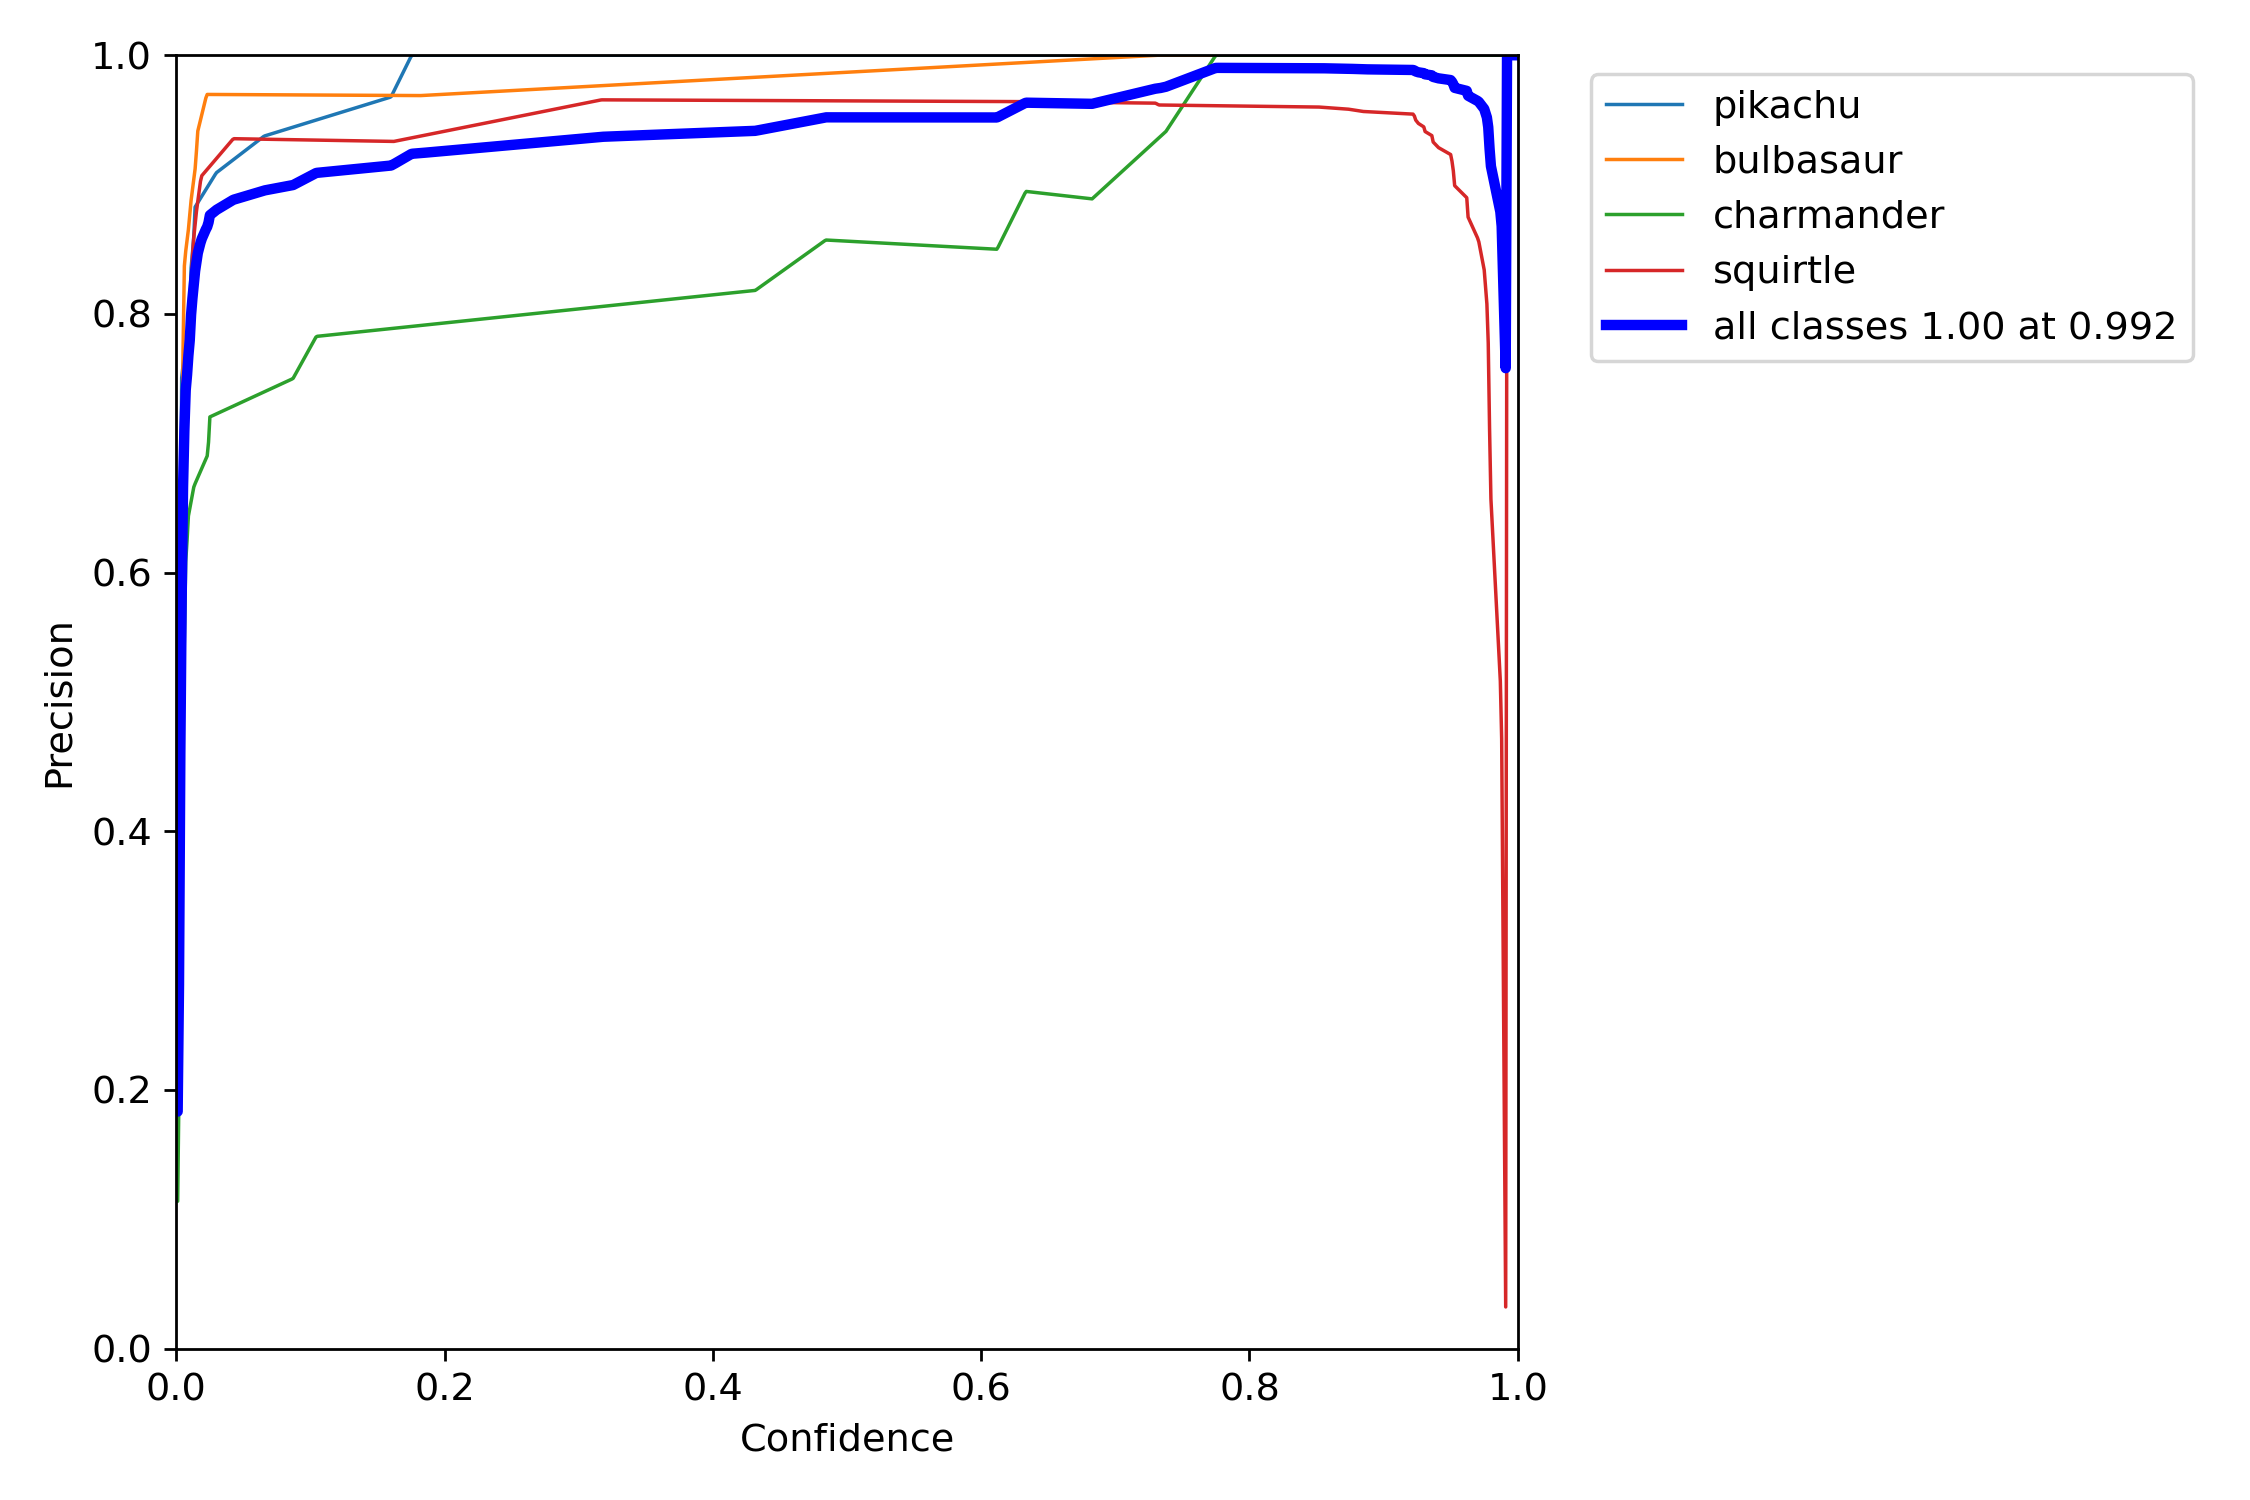 1.0
0.8
0.6
0.4
0.2
0.0
Precision
0.0 0.2 0.4 0.6 0.8 1.0
Confidence
pikachu
bulbasaur
charmander
squirtle
all classes 1.00 at 0.992